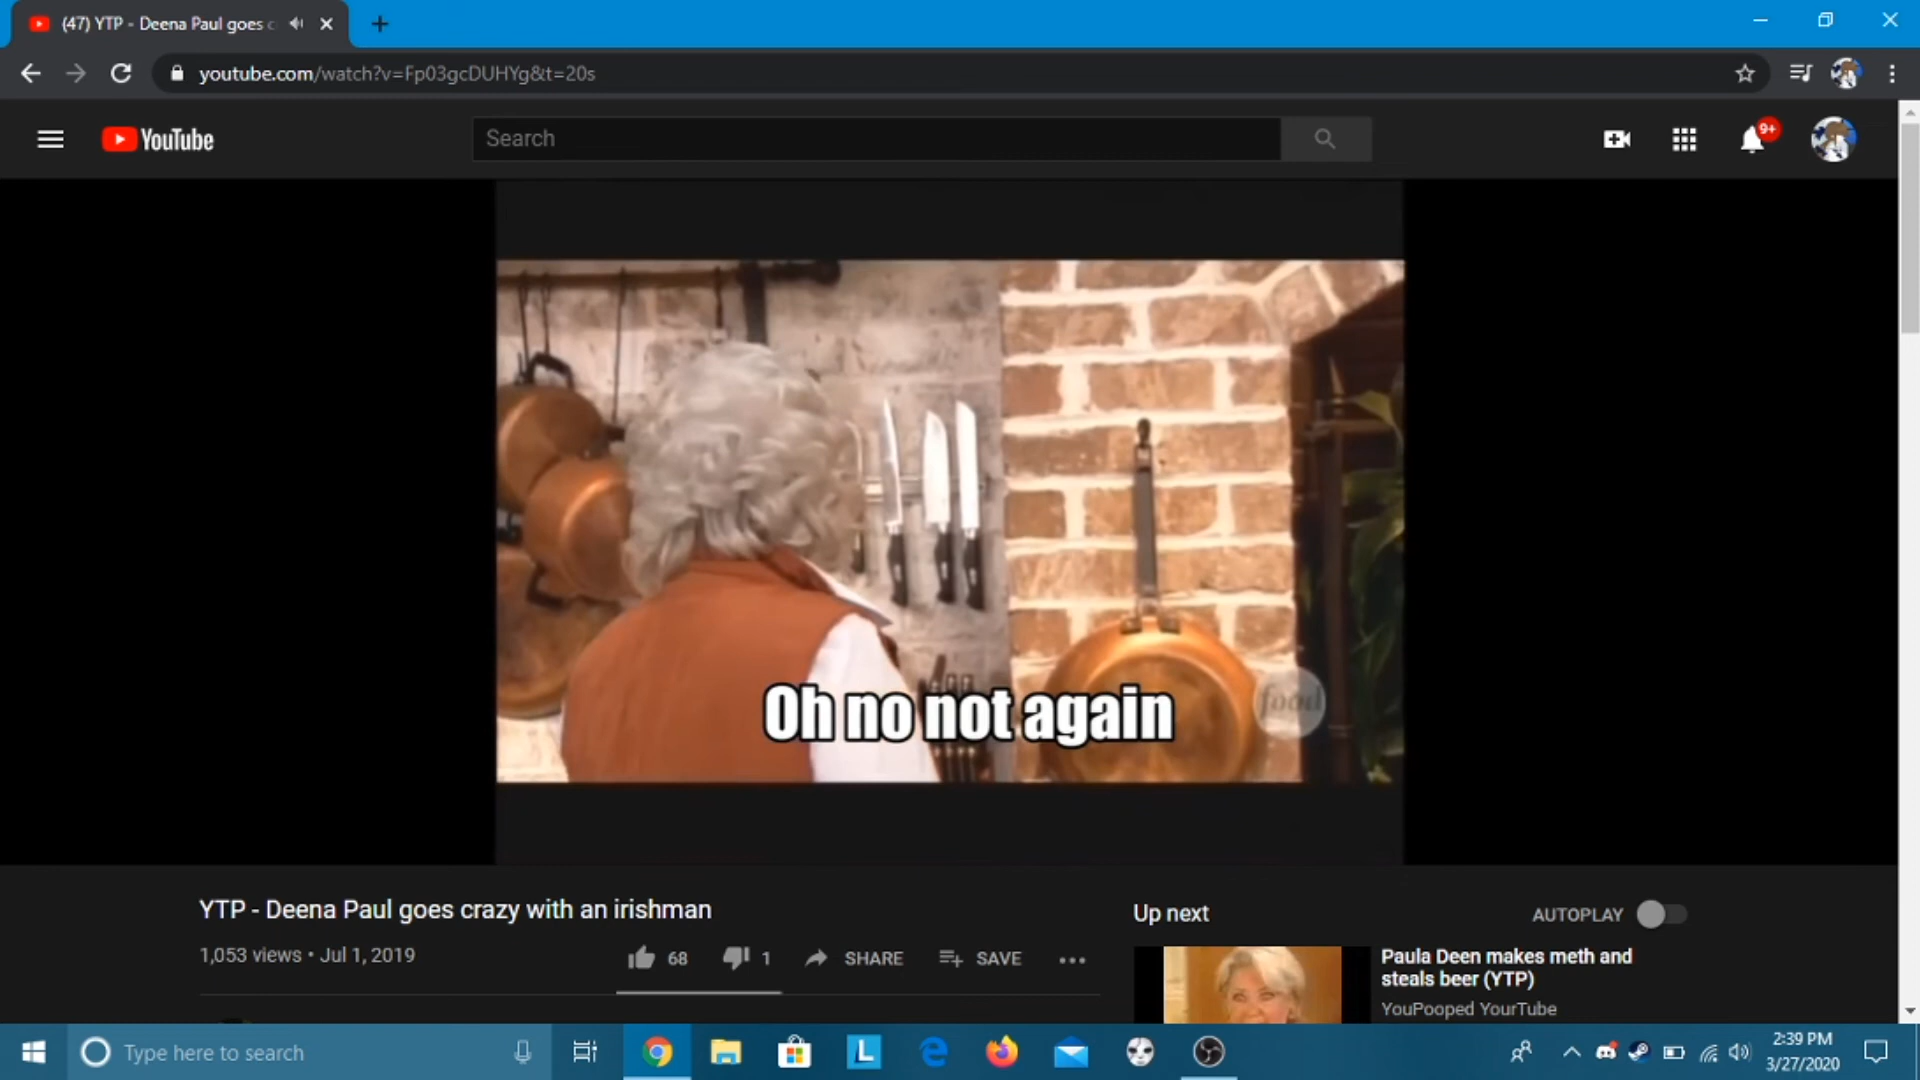 (47) YTP - Deena Paul goes c
youtube.com/watch?v=Fp03gcDUHYg&t=20s
YouTube
Search
9+
food
Oh no not again
YTP - Deena Paul goes crazy with an irishman
1,053 views • Jul 1, 2019
68
1
SHARE
SAVE
Up next
AUTOPLAY
Paula Deen makes meth and
steals beer (YTP)
YouPooped YourTube
Type here to search
L
2:39 PM
3/27/2020